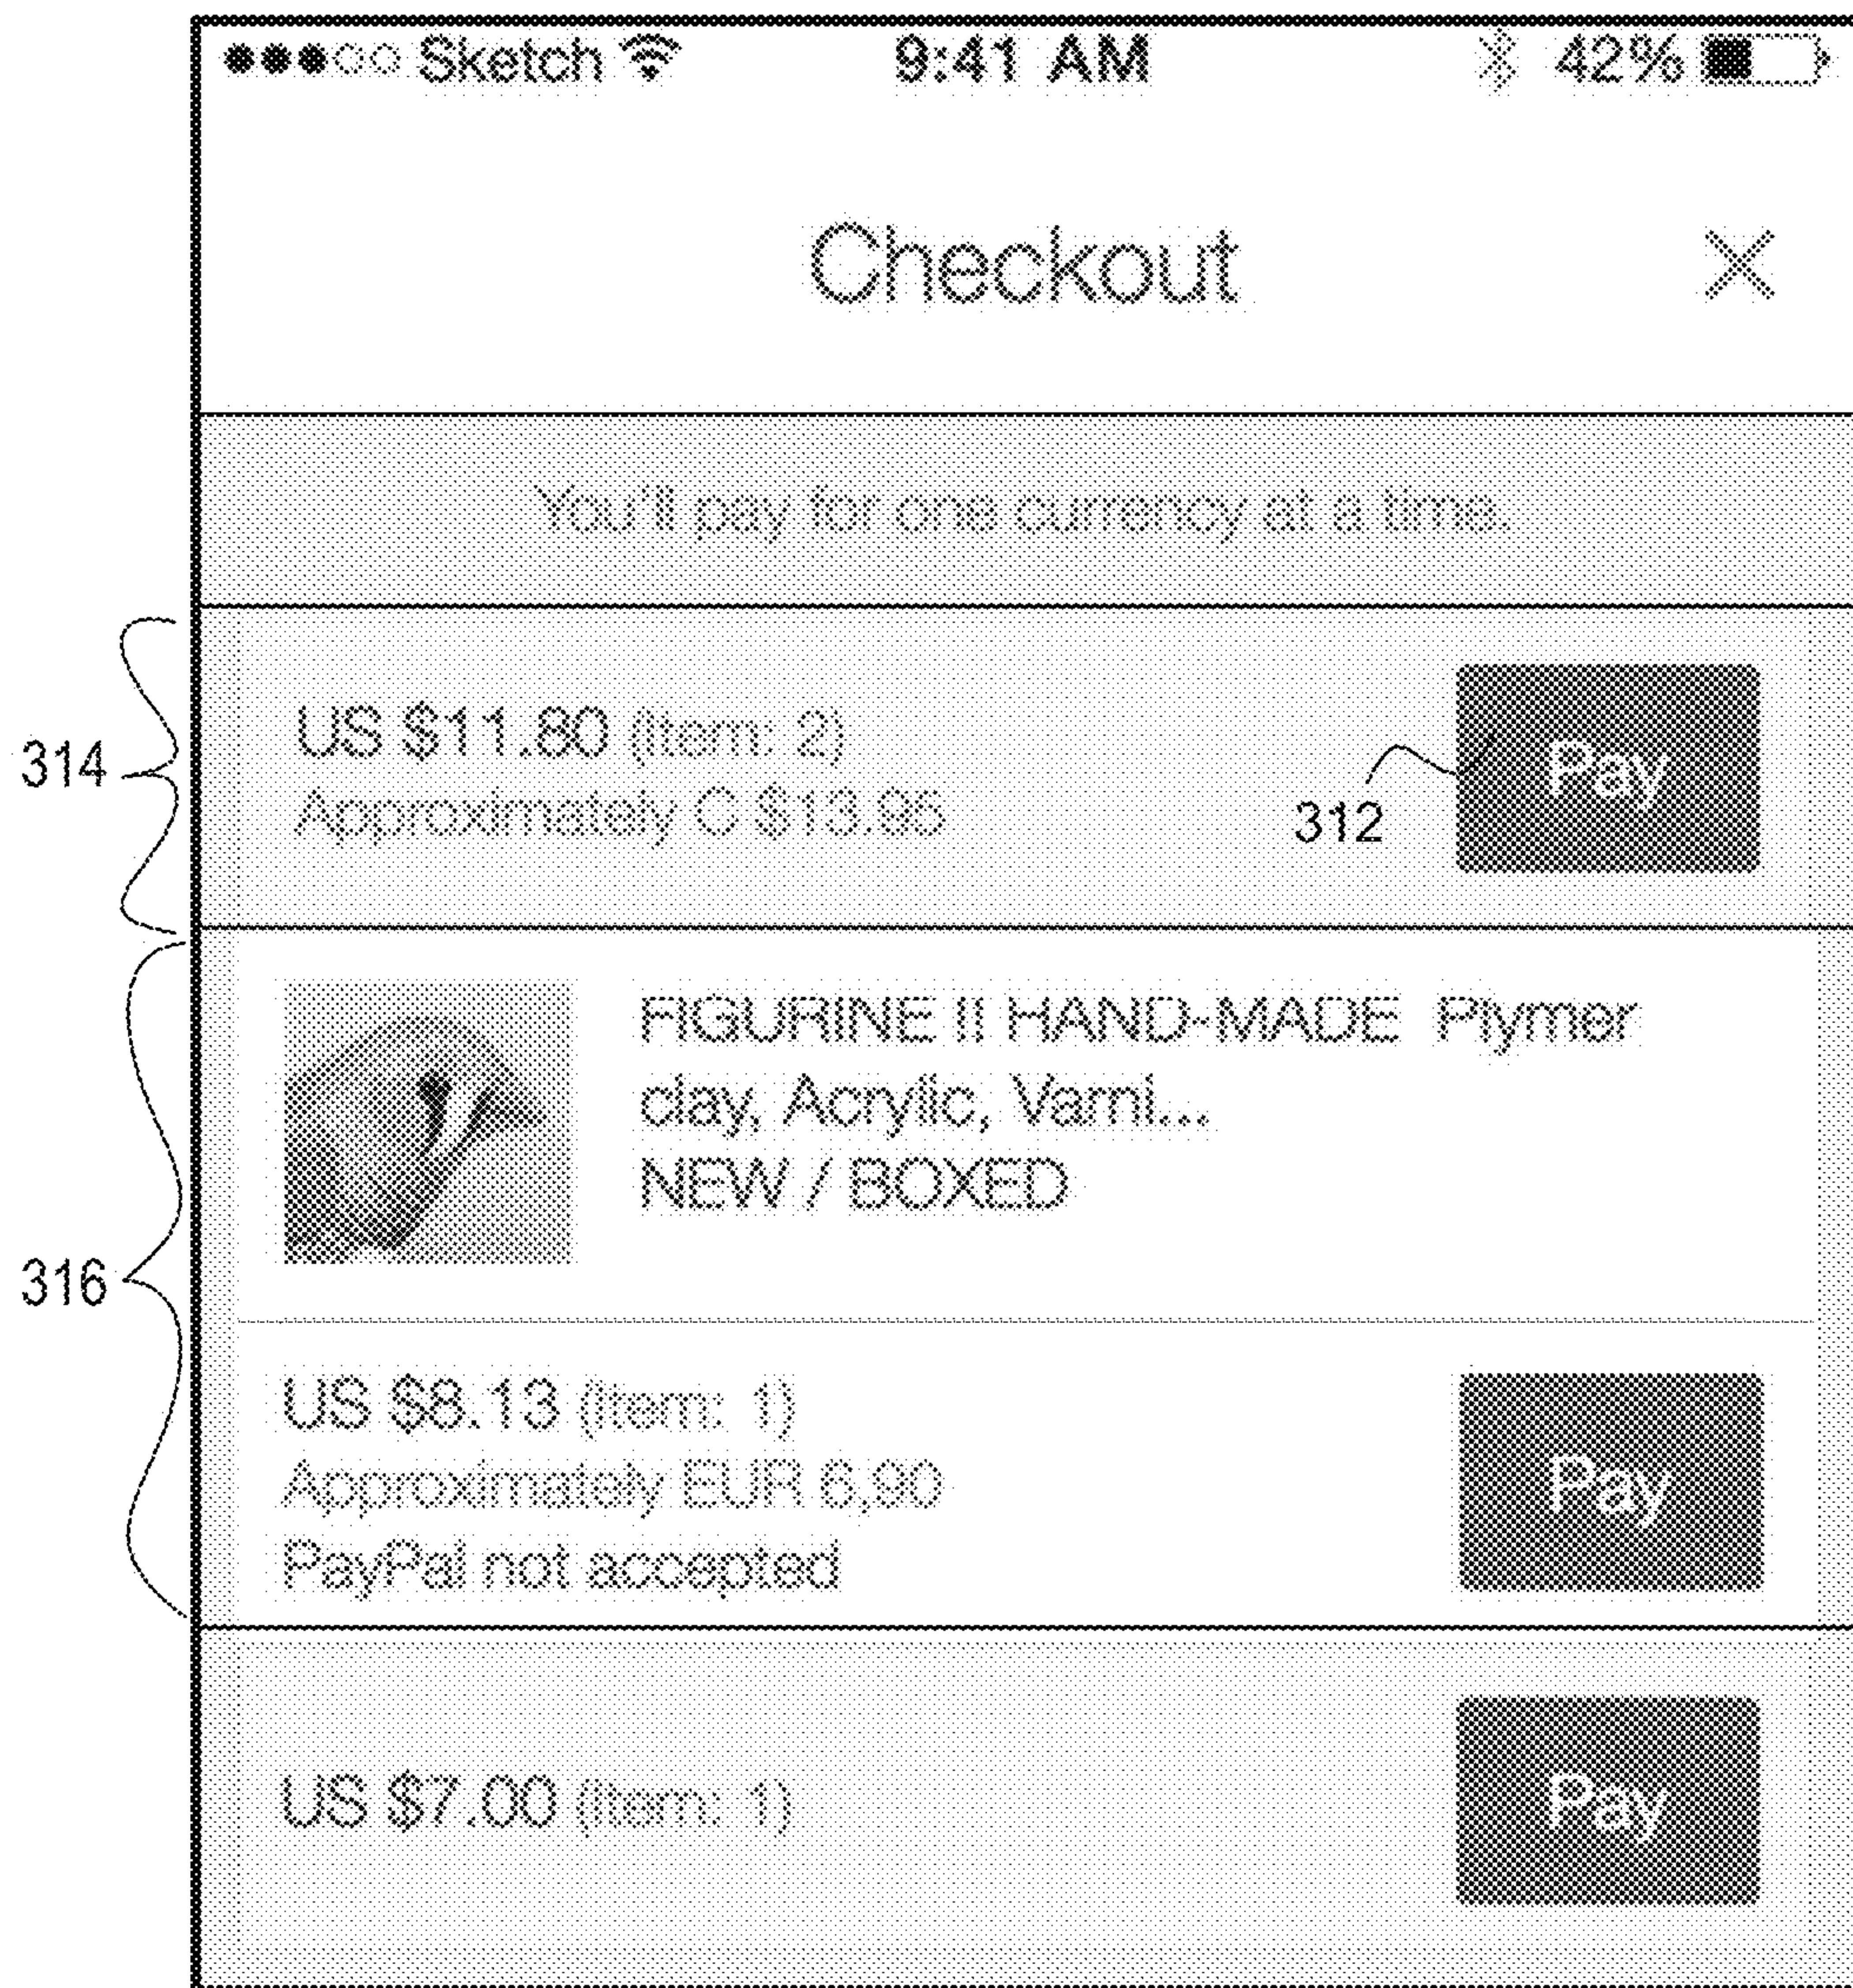 Sketch 9:41 AM 42%
Checkout ×
You'll pay for one currency at a time.
314
US $11.80 (item: 2)
Approximately C $13.95
312
Pay
FIGURINE !! HAND-MADE Plymer
clay, Acrylic, Varni...
NEW / BOXED
316
US $8.13 (item: 1)
Approximately EUR 6,90
PayPal not accepted
Pay
US $7.00 (item: 1)
Pay